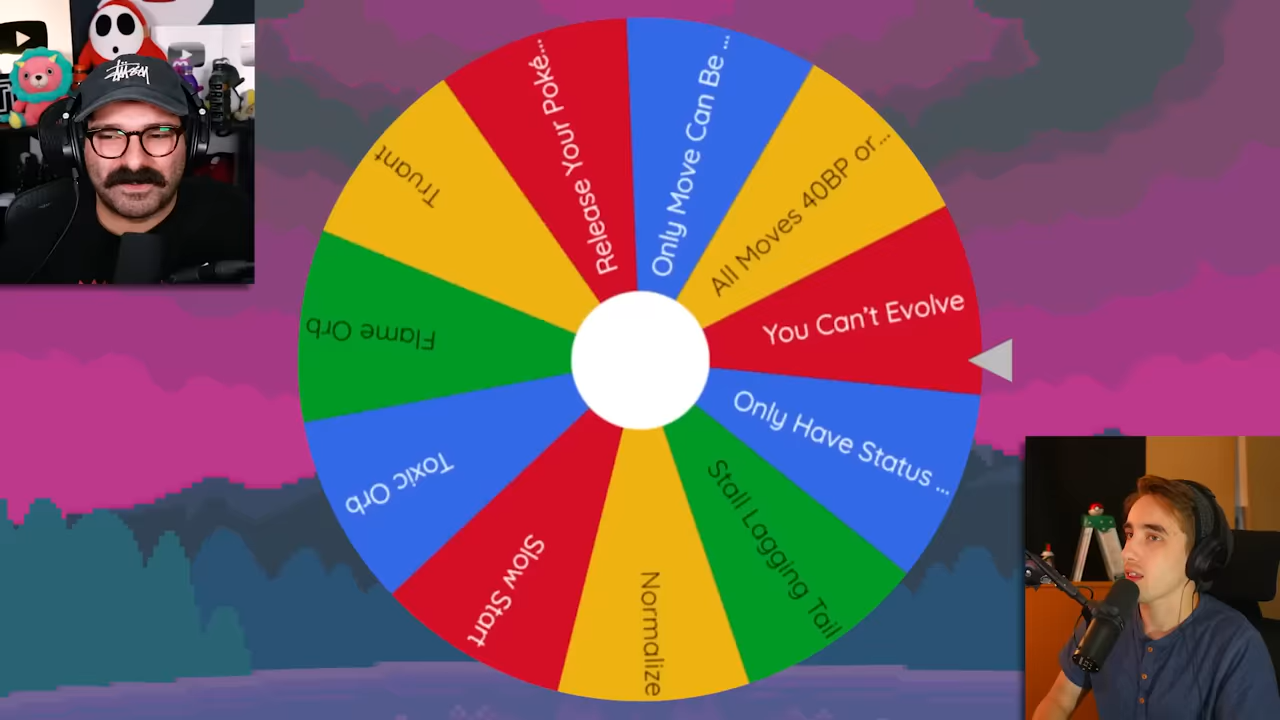 Release Your Poké...
Only Move Can Be ...
All Moves 40BP or...
You Can't Evolve
Only Have Status ...
Stall Lagging Tail
Normalize
Slow Start
Toxic Orb
Flame Orb
Truant